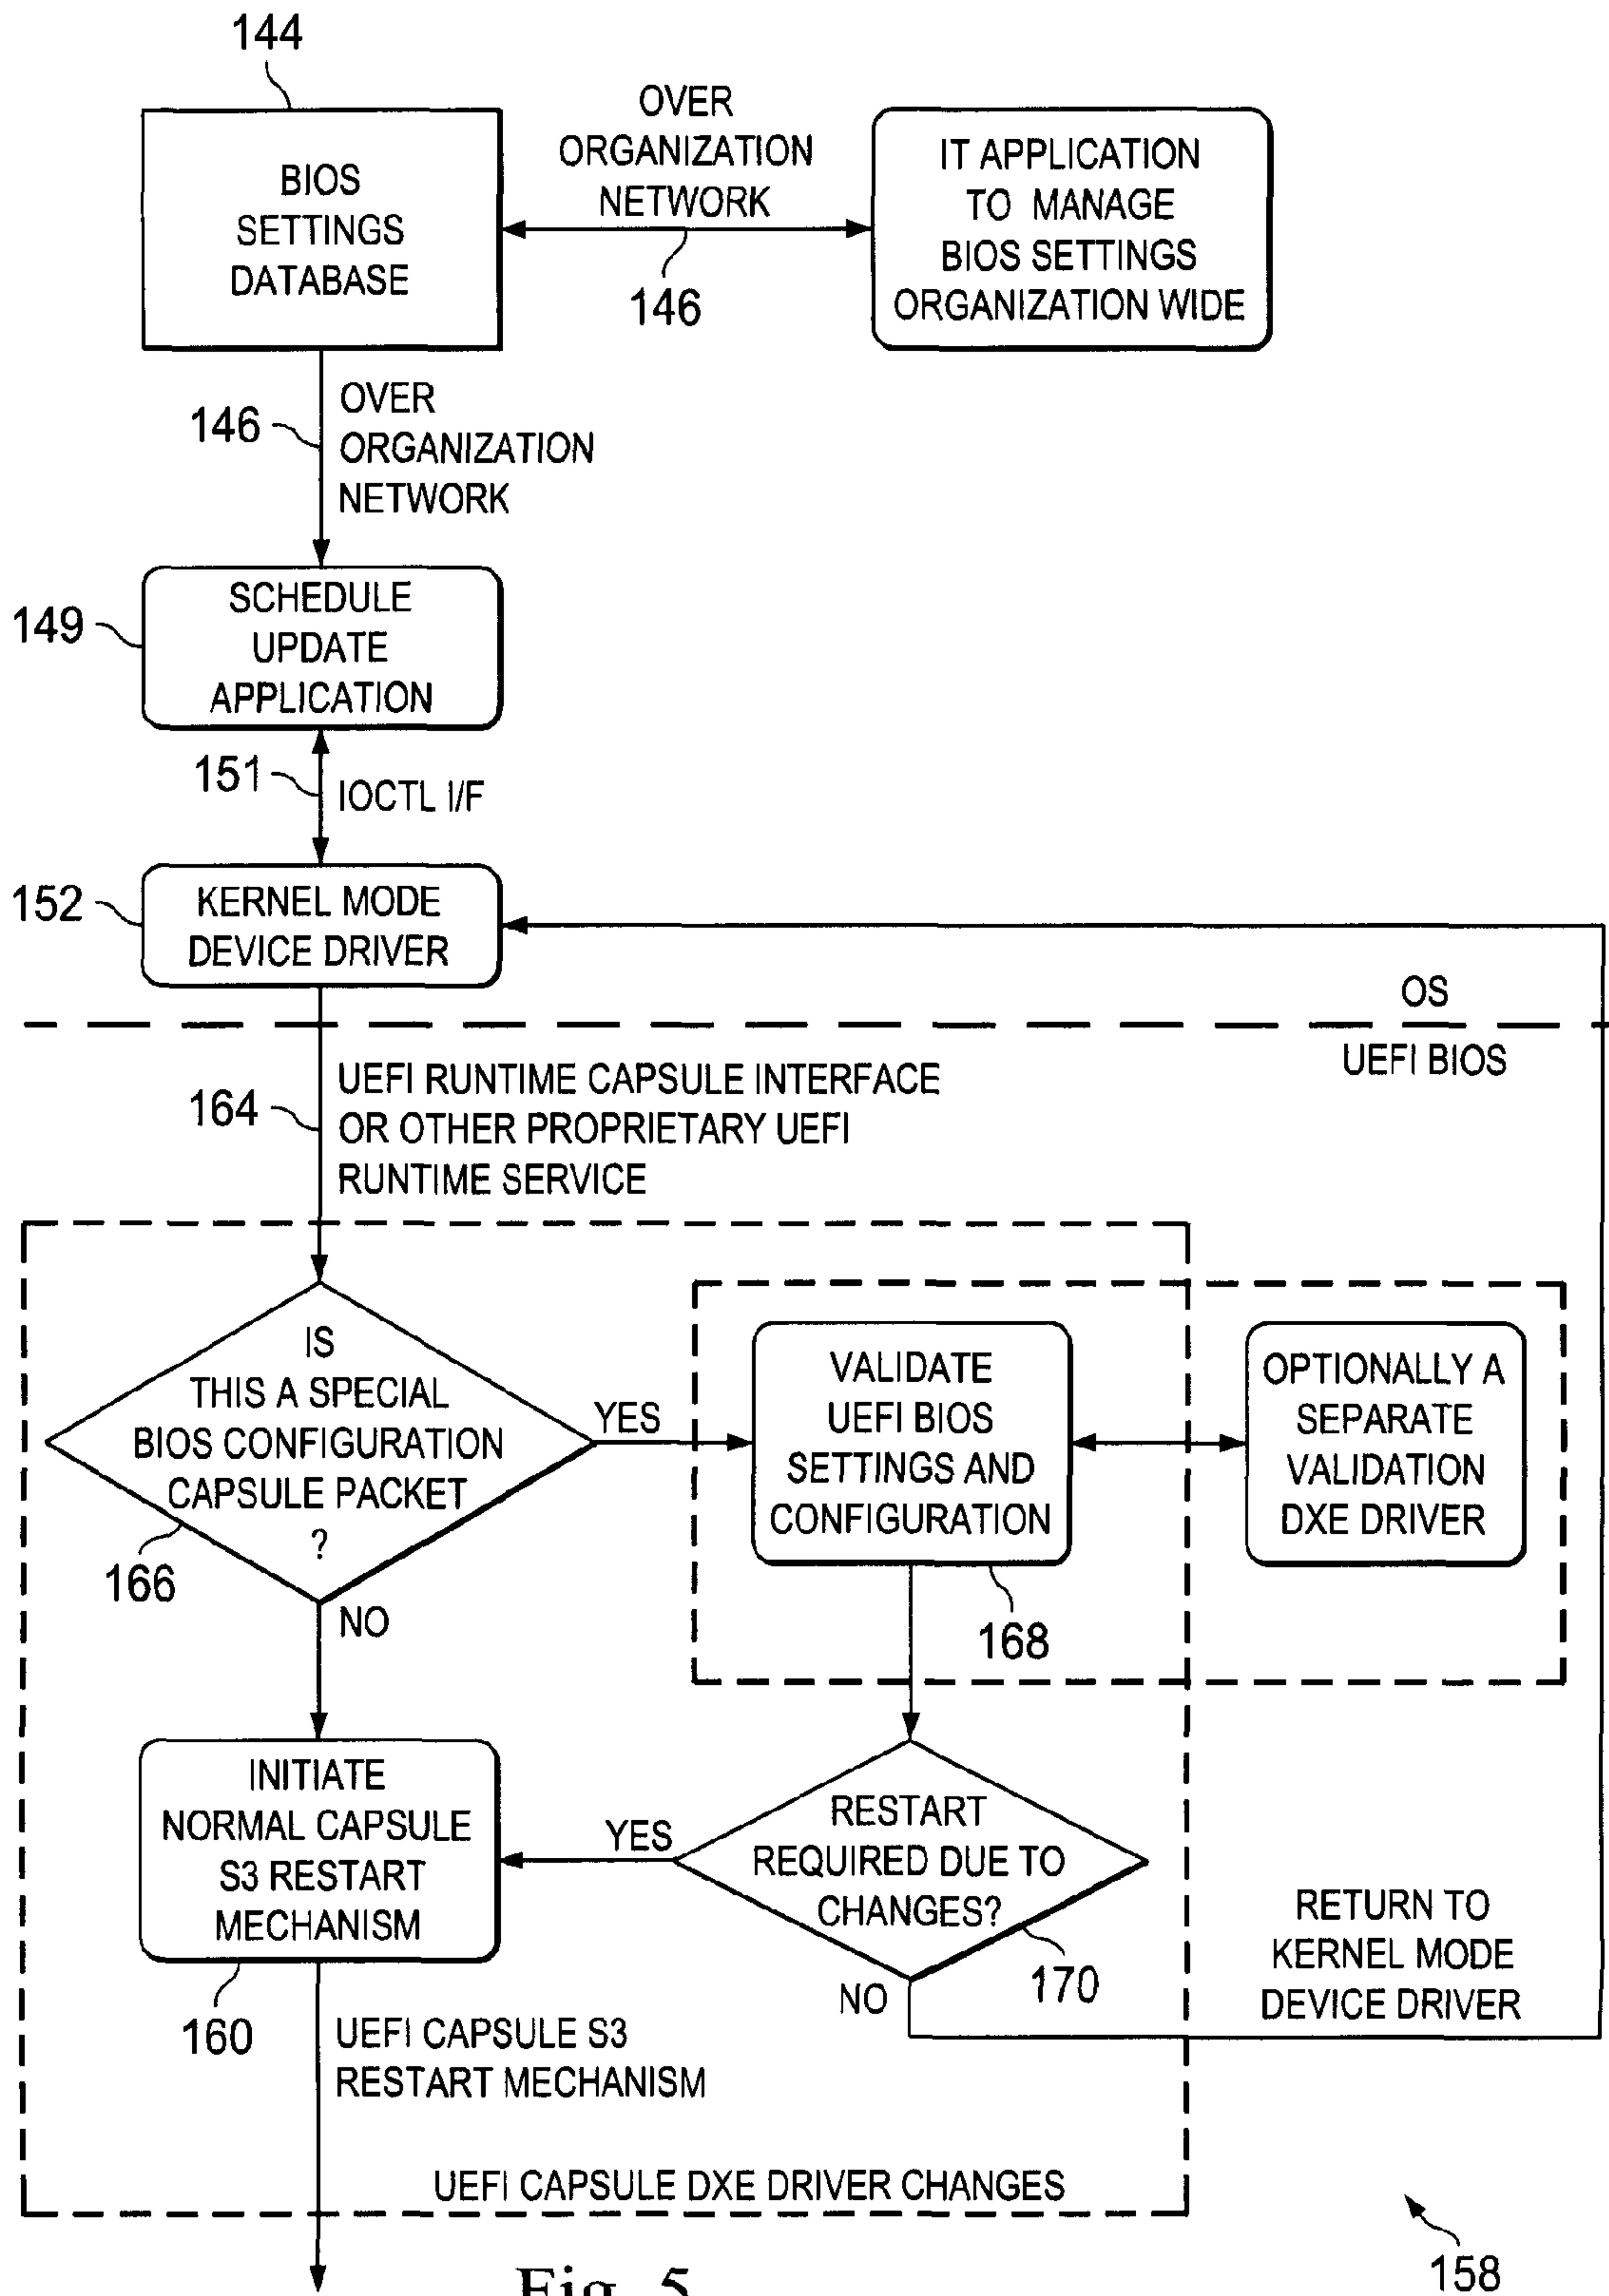 144
BIOS
SETTINGS
DATABASE
OVER
ORGANIZATION
NETWORK
146
IT APPLICATION
TO MANAGE
BIOS SETTINGS
ORGANIZATION WIDE
146
OVER
ORGANIZATION
NETWORK
149
SCHEDULE
UPDATE
APPLICATION
151
IOCTL I/F
152
KERNEL MODE
DEVICE DRIVER
OS
UEFI BIOS
164
UEFI RUNTIME CAPSULE INTERFACE
OR OTHER PROPRIETARY UEFI
RUNTIME SERVICE
IS
THIS A SPECIAL
BIOS CONFIGURATION
CAPSULE PACKET
?
166
YES
NO
VALIDATE
UEFI BIOS
SETTINGS AND
CONFIGURATION
168
OPTIONALLY A
SEPARATE
VALIDATION
DXE DRIVER
INITIATE
NORMAL CAPSULE
S3 RESTART
MECHANISM
160
YES
RESTART
REQUIRED DUE TO
CHANGES?
170
NO
RETURN TO
KERNEL MODE
DEVICE DRIVER
UEFI CAPSULE S3
RESTART MECHANISM
UEFI CAPSULE DXE DRIVER CHANGES
158
Fig. 5